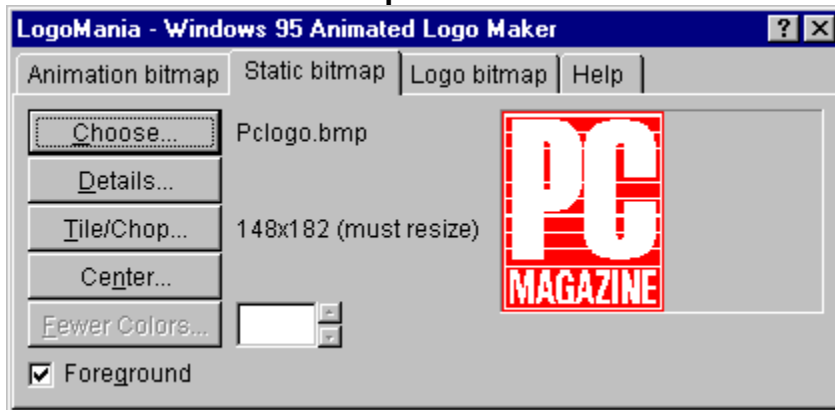 LogoMania - Windows 95 Animated Logo Maker
Animation bitmap Static bitmap Logo bitmap Help
Choose... Pclogo.bmp
Details...
Tile/Chop... 148x182 (must resize)
Center...
Fewer Colors...
Foreground
PC
MAGAZINE